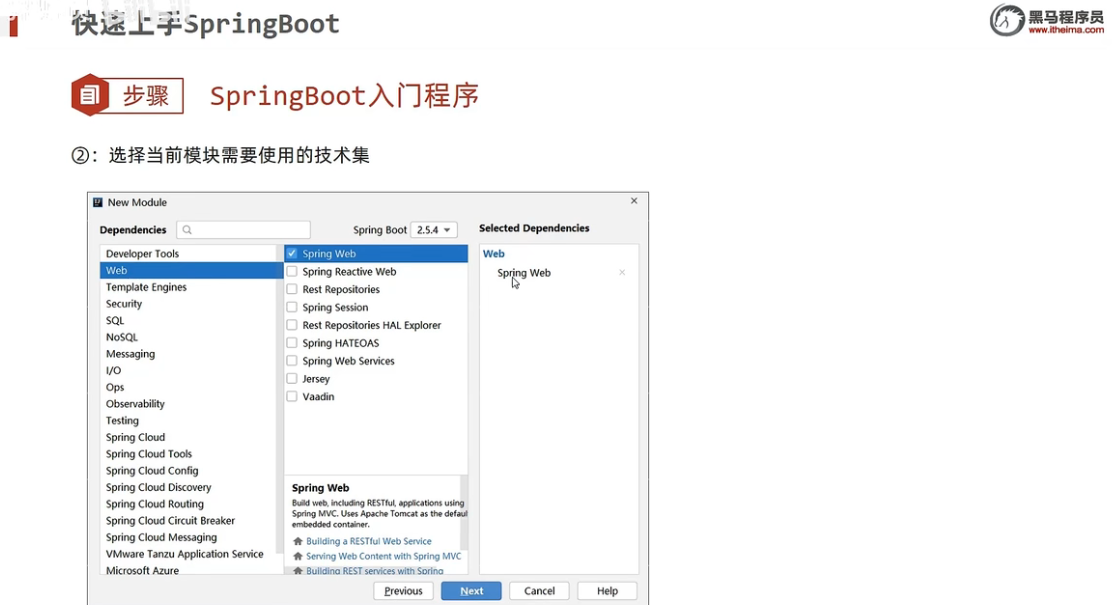 快速上手SpringBoot
黑马程序员
www.itheima.com
步骤 SpringBoot入门程序
②：选择当前模块需要使用的技术集
New Module
Dependencies
Spring Boot 2.5.4
Selected Dependencies
Developer Tools
Web
Template Engines
Security
SQL
NoSQL
Messaging
I/O
Ops
Observability
Testing
Spring Cloud
Spring Cloud Tools
Spring Cloud Config
Spring Cloud Discovery
Spring Cloud Routing
Spring Cloud Circuit Breaker
Spring Cloud Messaging
VMware Tanzu Application Service
Microsoft Azure
Spring Web
Spring Reactive Web
Rest Repositories
Spring Session
Rest Repositories HAL Explorer
Spring HATEOAS
Spring Web Services
Jersey
Vaadin
Spring Web
Build web, including RESTful, applications using
Spring MVC. Uses Apache Tomcat as the default
embedded container.
Building a RESTful Web Service
Serving Web Content with Spring MVC
Building REST services with Spring
Web
Spring Web
Previous
Next
Cancel
Help